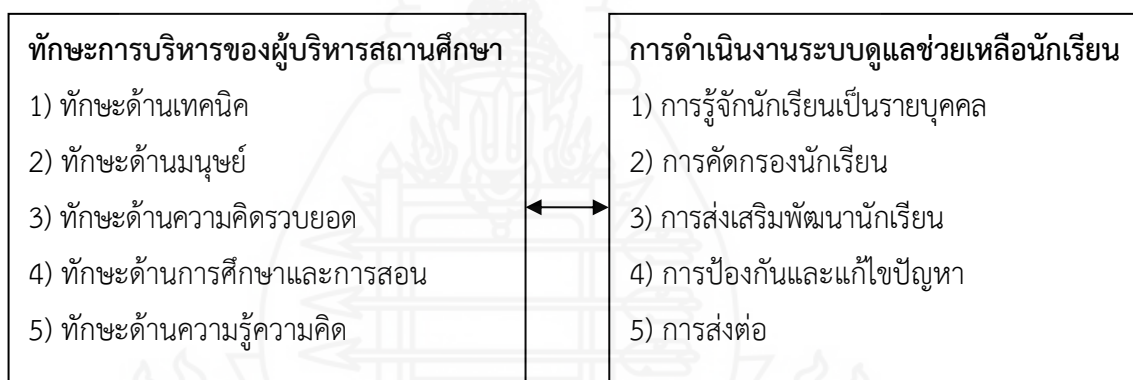 ทักษะการบริหารของผู้บริหารสถานศึกษา
1) ทักษะด้านเทคนิค
2) ทักษะด้านมนุษย์
3) ทักษะด้านความคิดรวบยอด
4) ทักษะด้านการศึกษาและการสอน
5) ทักษะด้านความรู้ความคิด
การดำเนินงานระบบดูแลช่วยเหลือนักเรียน
1) การรู้จักนักเรียนเป็นรายบุคคล
2) การคัดกรองนักเรียน
3) การส่งเสริมพัฒนานักเรียน
4) การป้องกันและแก้ไขปัญหา
5) การส่งต่อ